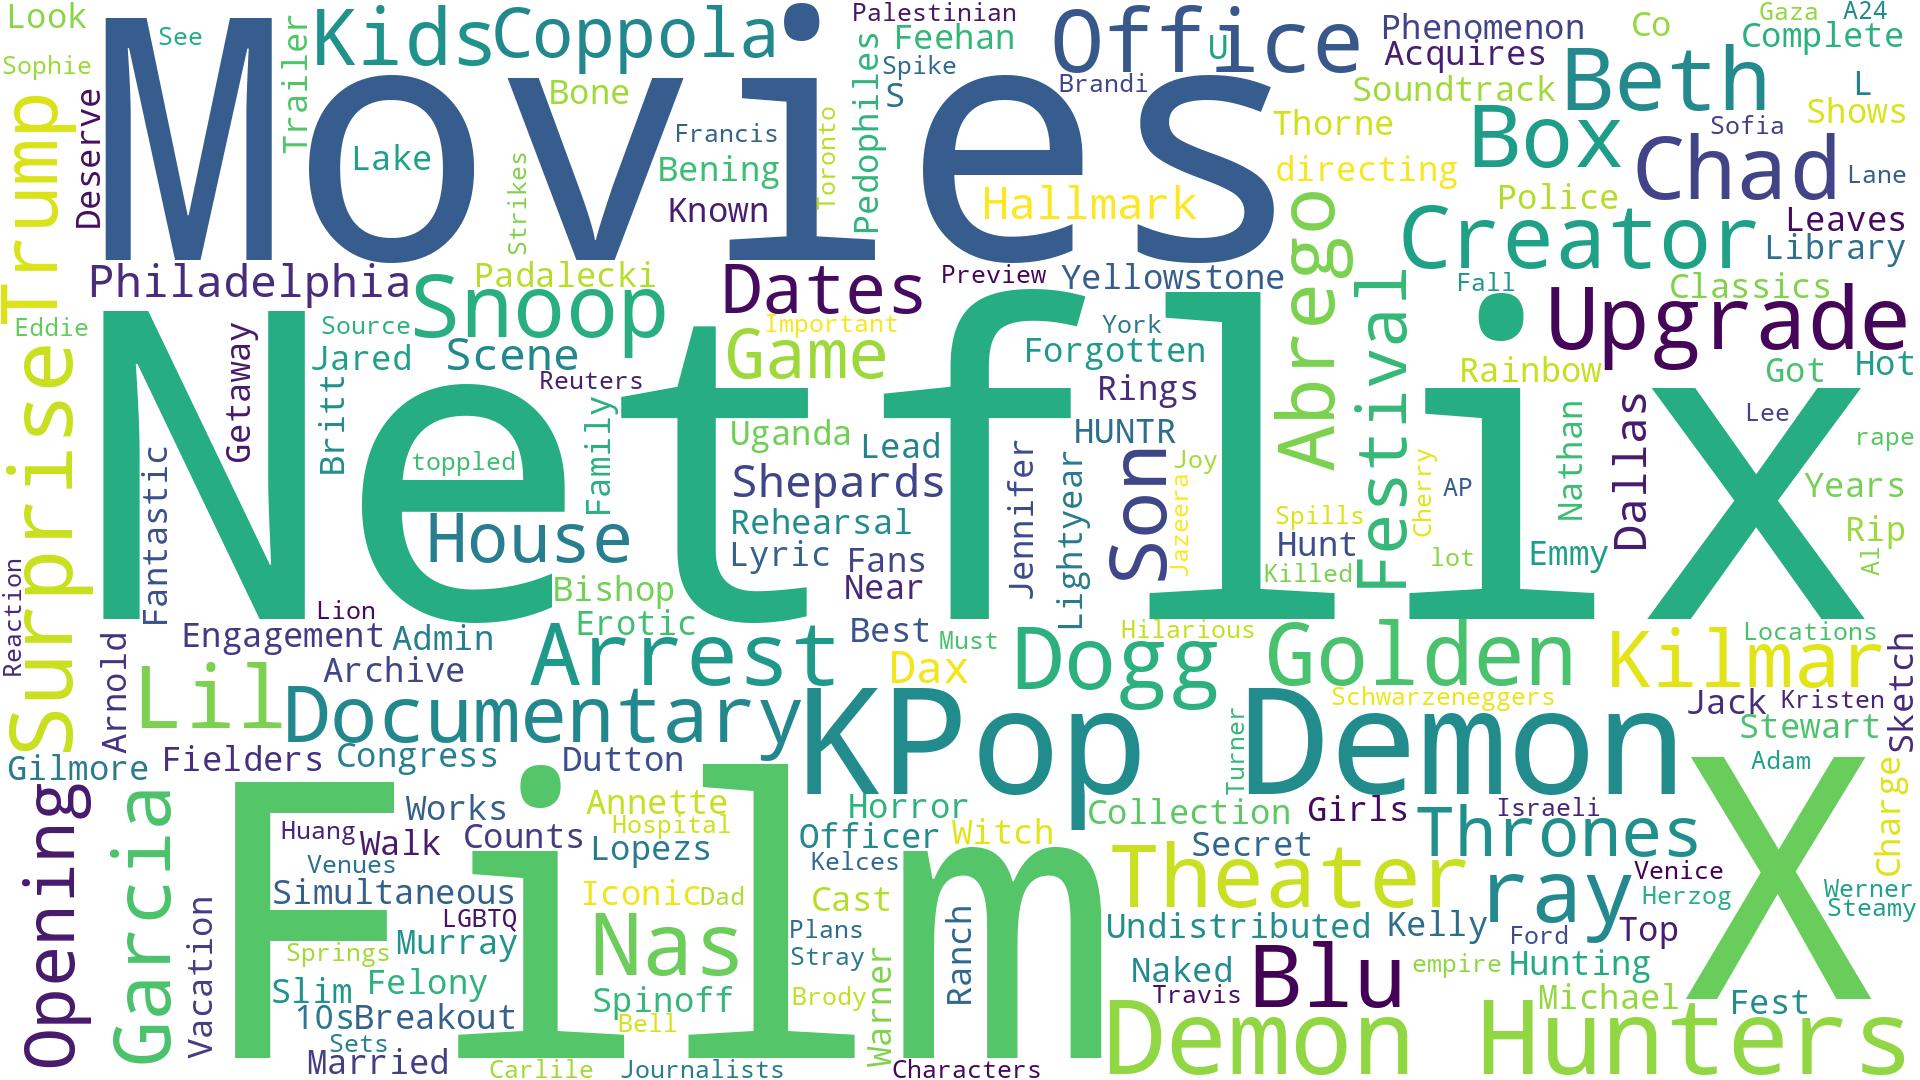 Look
See
Trailer
Kids
Coppola
Palestinian
Feehan
Office
U
Phenomenon
Co
Gaza
A24
Complete
Sophie
Movies
Bone
Pedophiles
Spike
S
Brandi
Acquires
Soundtrack
Beth
L
Shows
Trump
Deserve
Lake
Strikes
Francis
Bening
Known
Toronto
Hallmark
Thorne
directing
Box
Sofia
Chad
Lane
Police
Philadelphia
Snoop
Padalecki
Dates
Preview
Yellowstone
Abrego
Creator
Leaves
Library
Fall
Classics
Eddie
Netflix
Source
Jared
Scene
Reuters
Important
Game
York
Forgotten
Rings
Festival
Upgrade
Rainbow
Got
Hot
Surprise
Getaway
Britt
Family
Uganda
Lead
HUNTR
Joy
Lee
rape
Fantastic
toppled
House
Shepards
Rehearsal
Lyric
Fans
Near
Jennifer
Lightyear
Son
Jazeera
Spills
Hunt
Killed
Cherry
AP
lot
Emmy
Nathan
Dallas
Years
Rip
Al
Reaction
Lion
Bishop
Erotic
Engagement
Admin
Archive
Arrest
Best
Must
Dax
Hilarious
Dogg
Golden
Kilmar
Locations
Sketch
Arnold
Lil
Documentary
KPop
Demon
Schwarzeneggers
Jack
Kristen
Stewart
Gilmore
Fielders
Congress
Dutton
Turner
Adam
Opening
Garcia
Film
Works
Huang
Walk
Counts
Venues
Annette
Hospital
Lopezs
Horror
Officer
Witch
Kelces
Collection
Girls
Secret
Israeli
Thrones
X
Charge
Simultaneous
LGBTQ
Iconic
Dad
Cast
Theater
ray
Venice
Herzog
Werner
Steamy
Vacation
Springs
Murray
Nas
Plans
Stray
Ranch
Undistributed
Kelly
Ford
Top
Slim
Felony
Spinoff
Brody
Warner
Naked
Travis
Blu
empire
Hunting
Michael
Fest
10s
Breakout
Bell
Sets
Married
Carlile
Journalists
Characters
Demon Hunters